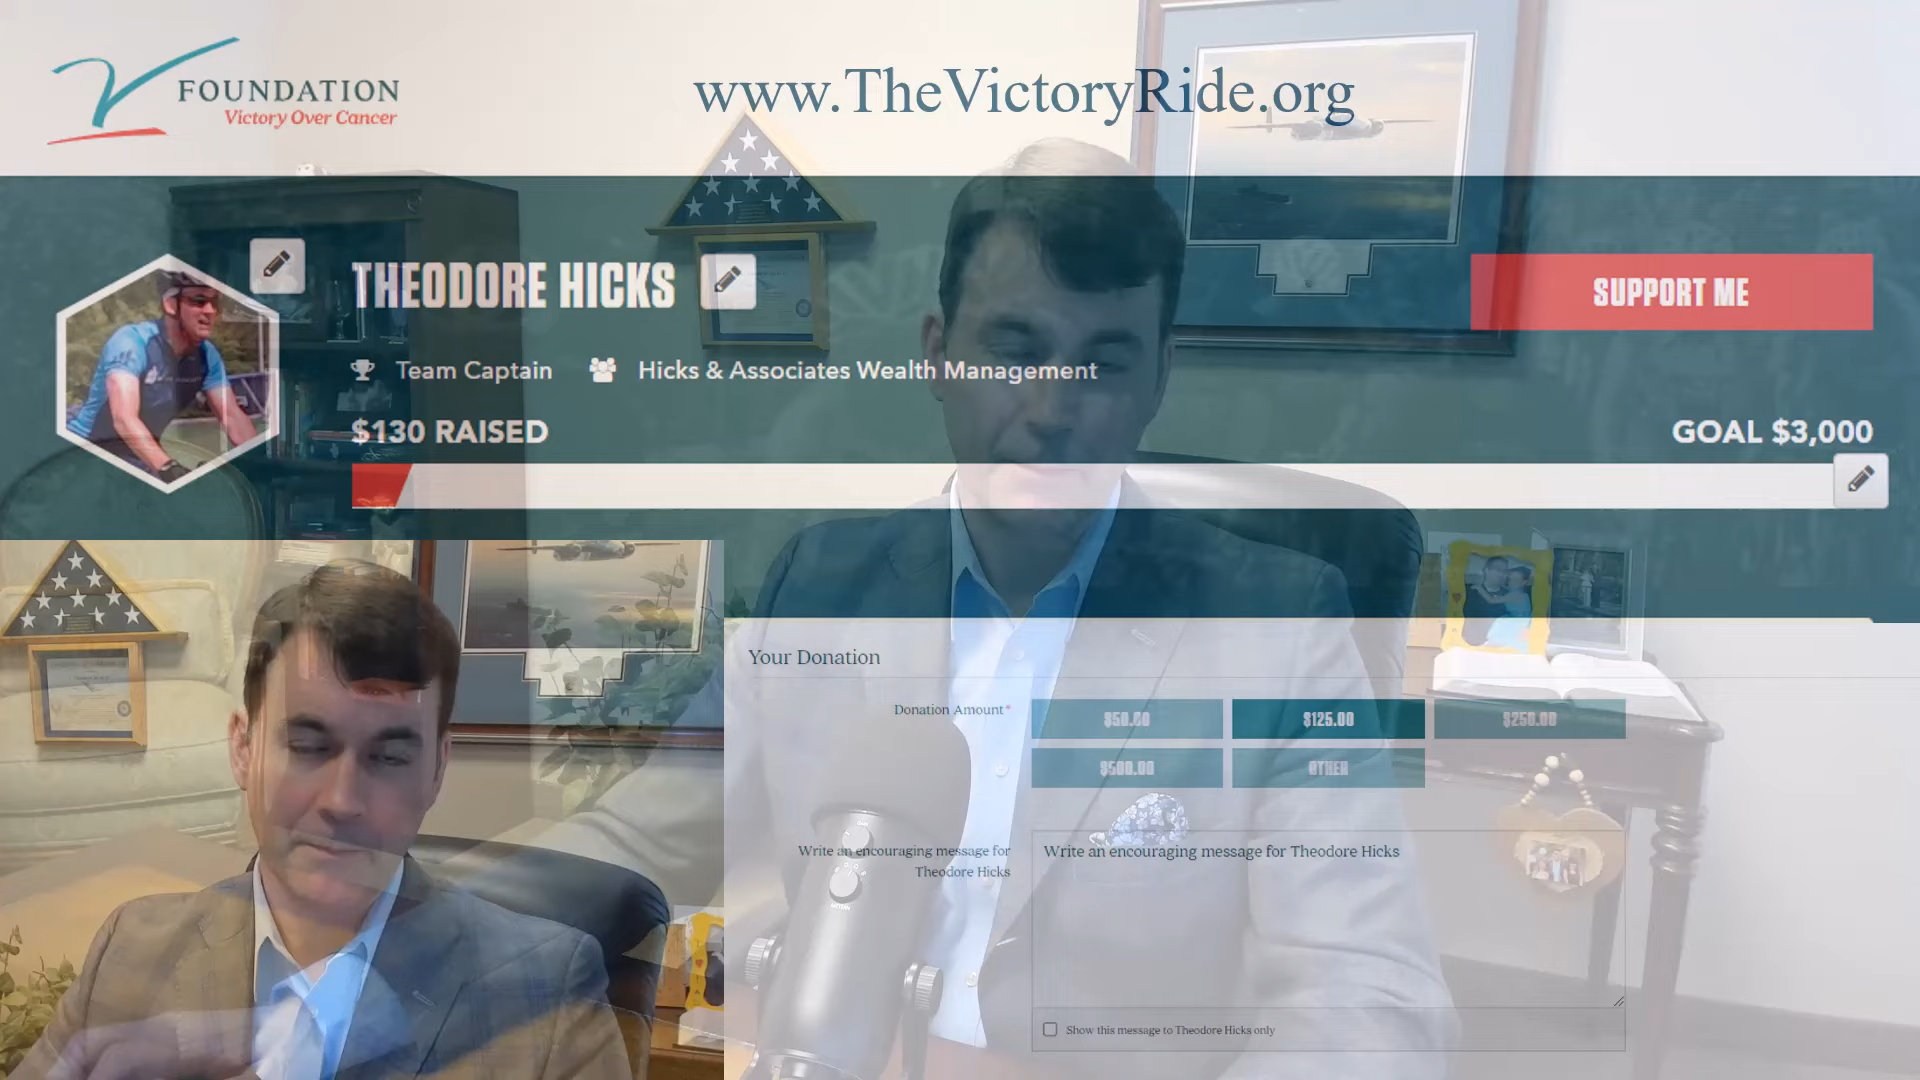 FOUNDATION
Victory Over Cancer
www.TheVictoryRide.org
THEODORE HICKS
SUPPORT ME
Team Captain
Hicks & Associates Wealth Management
$130 RAISED
GOAL $3,000
Your Donation
Donation Amount*
$50.00
$125.00
$250.00
$500.00
OTHER
Write an encouraging message for
Theodore Hicks
Write an encouraging message for Theodore Hicks
Show this message to Theodore Hicks only